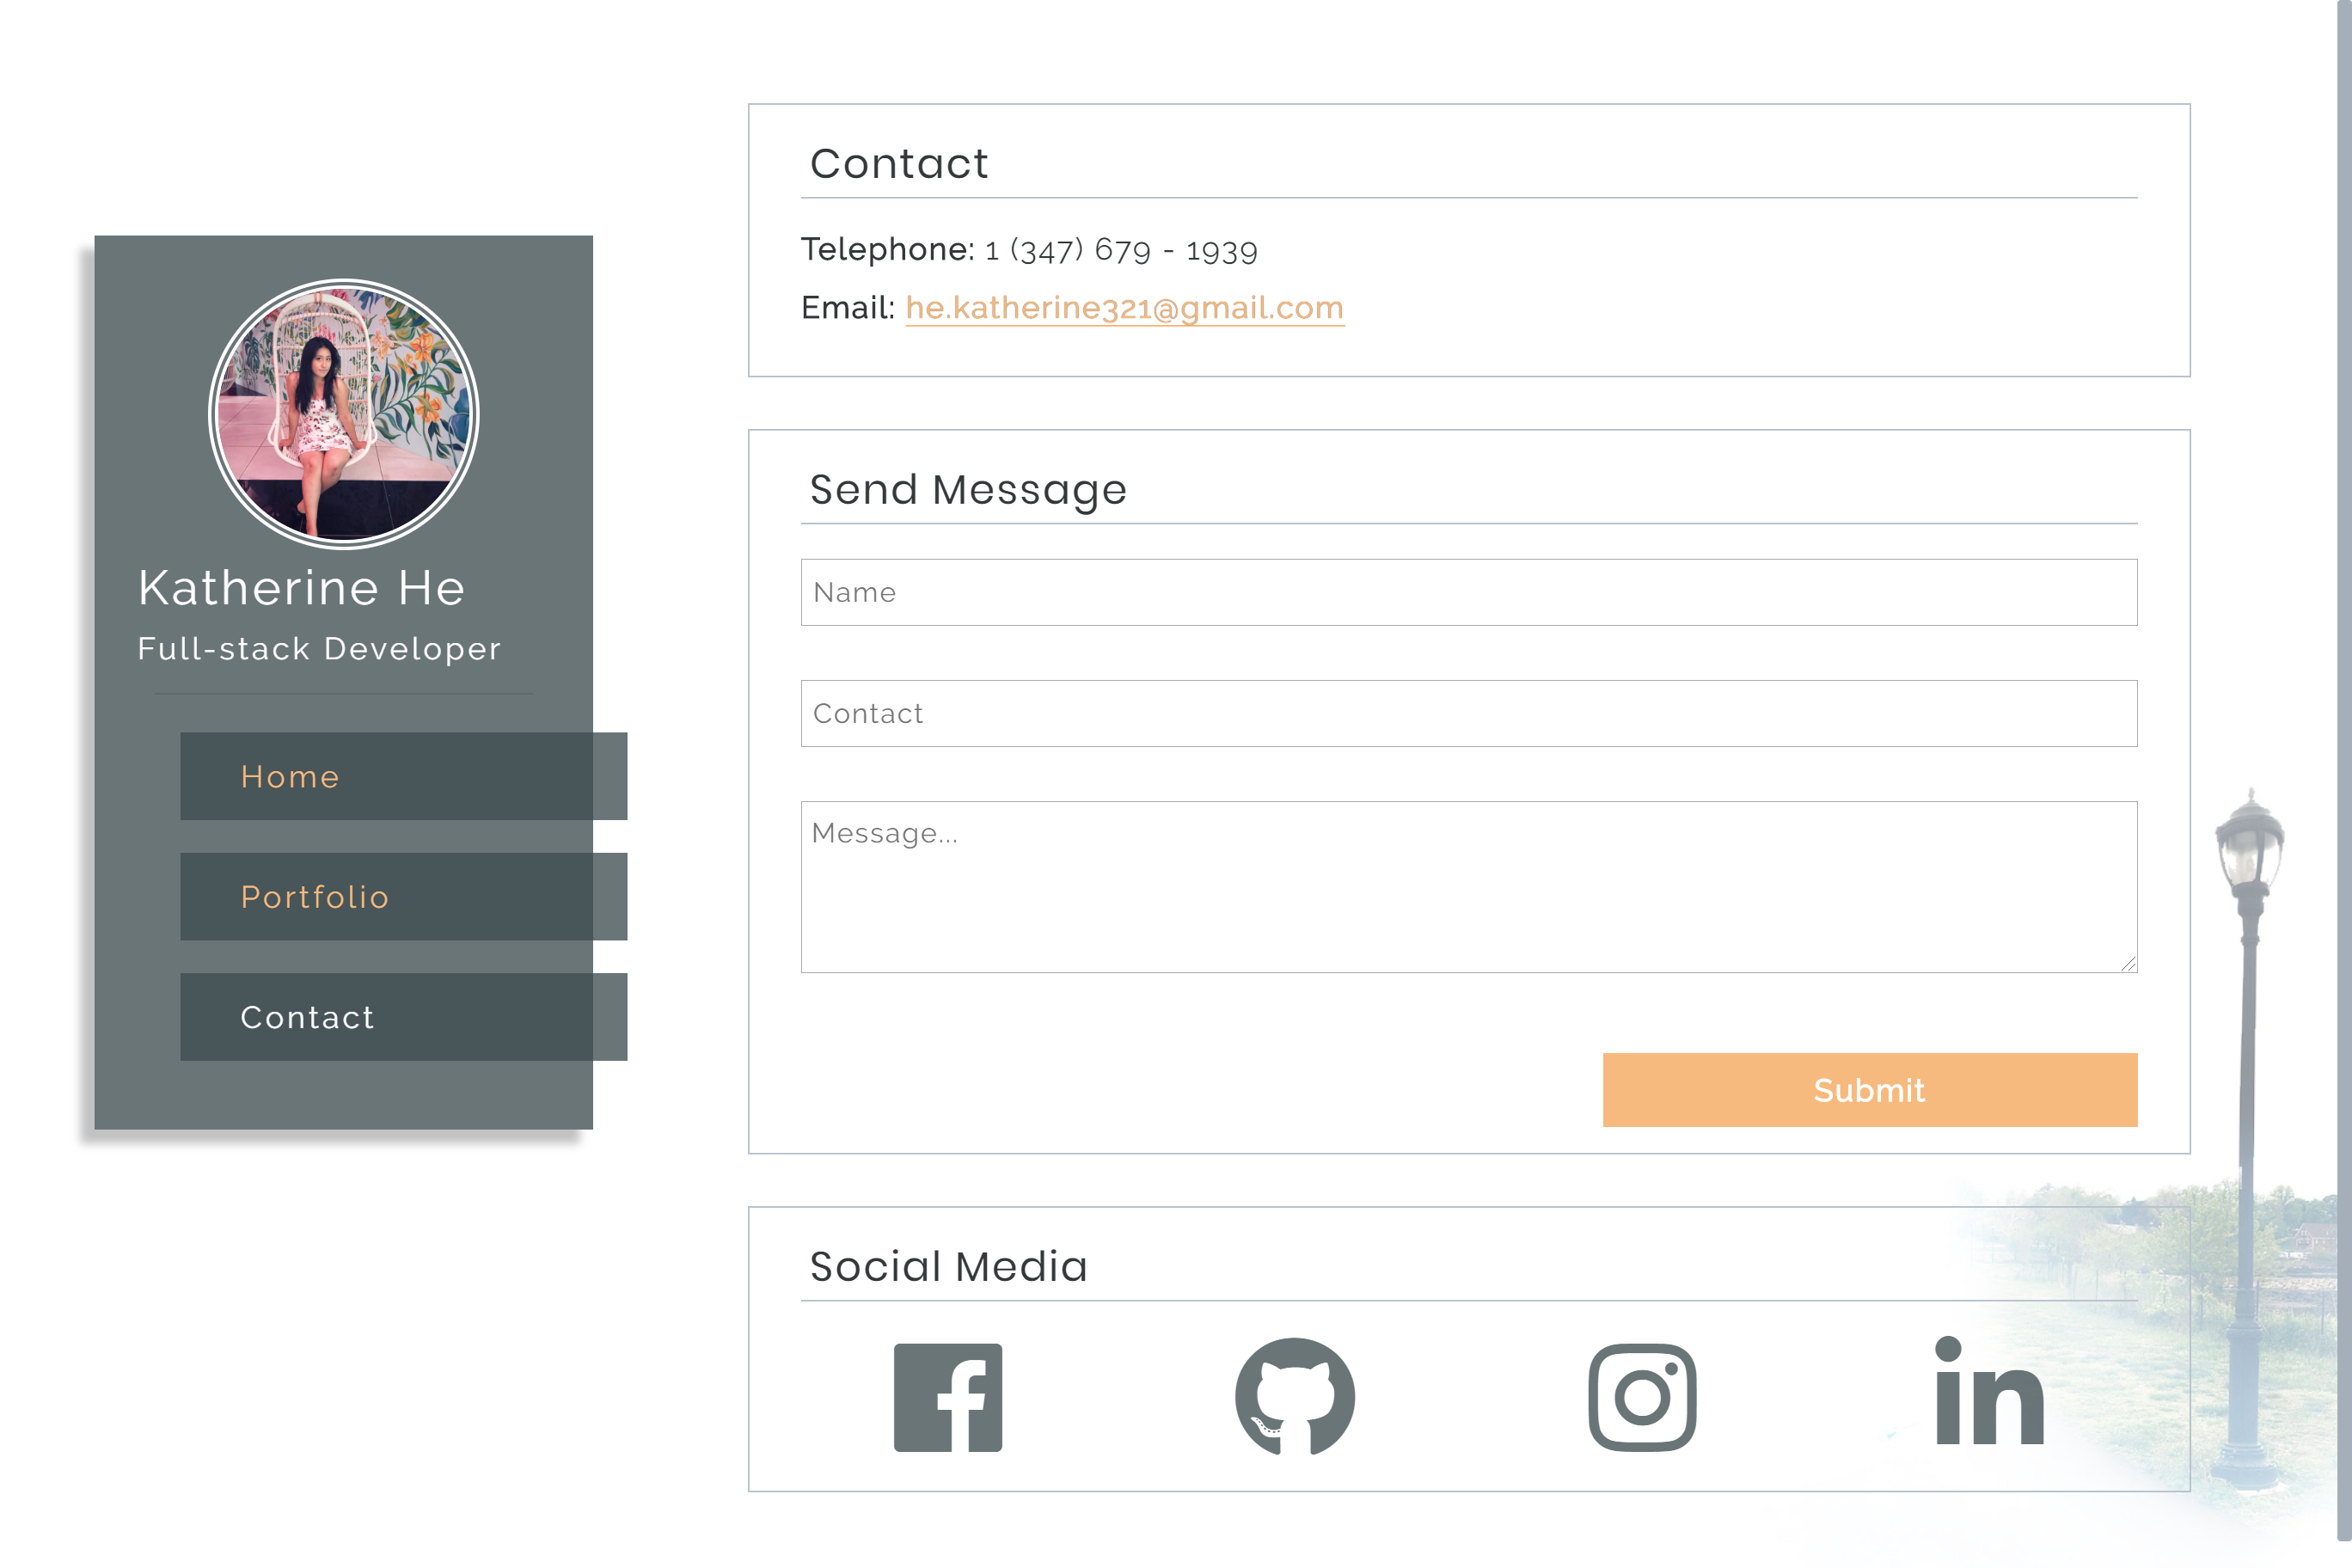 Katherine He
Full-stack Developer
Home
Portfolio
Contact
Contact
Telephone: 1 (347) 679 - 1939
Email: he.katherine321@gmail.com
Send Message
Name
Contact
Message...
Submit
Social Media